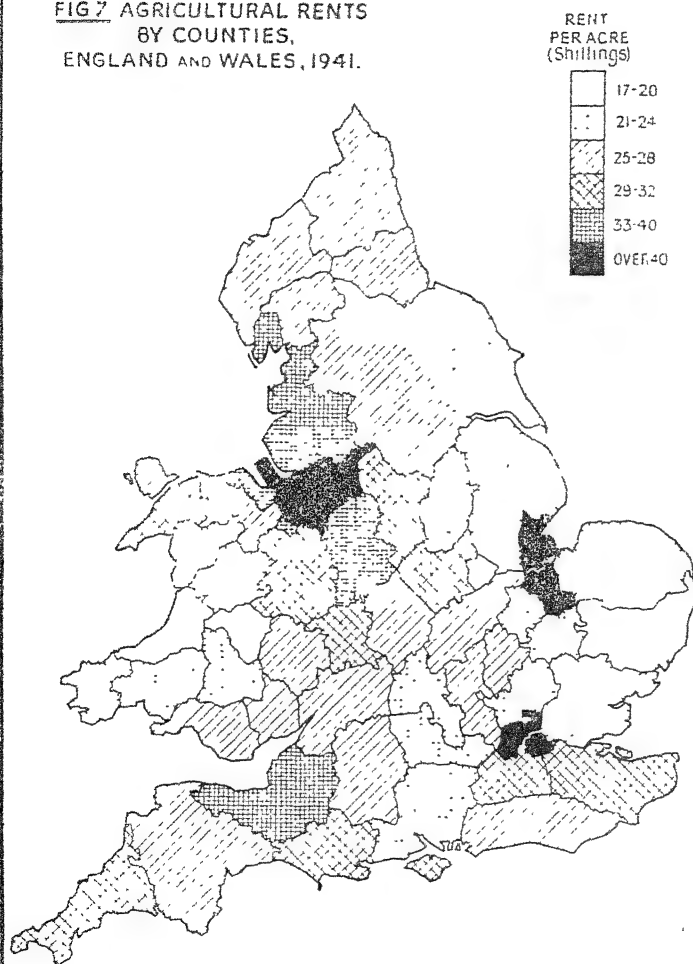 FIG 7 AGRICULTURAL RENTS
BY COUNTIES,
ENGLAND AND WALES, 1941.
RENT
PER ACRE
(Shillings)
17-20
21-24
25-28
29-32
33-40
OVER 40